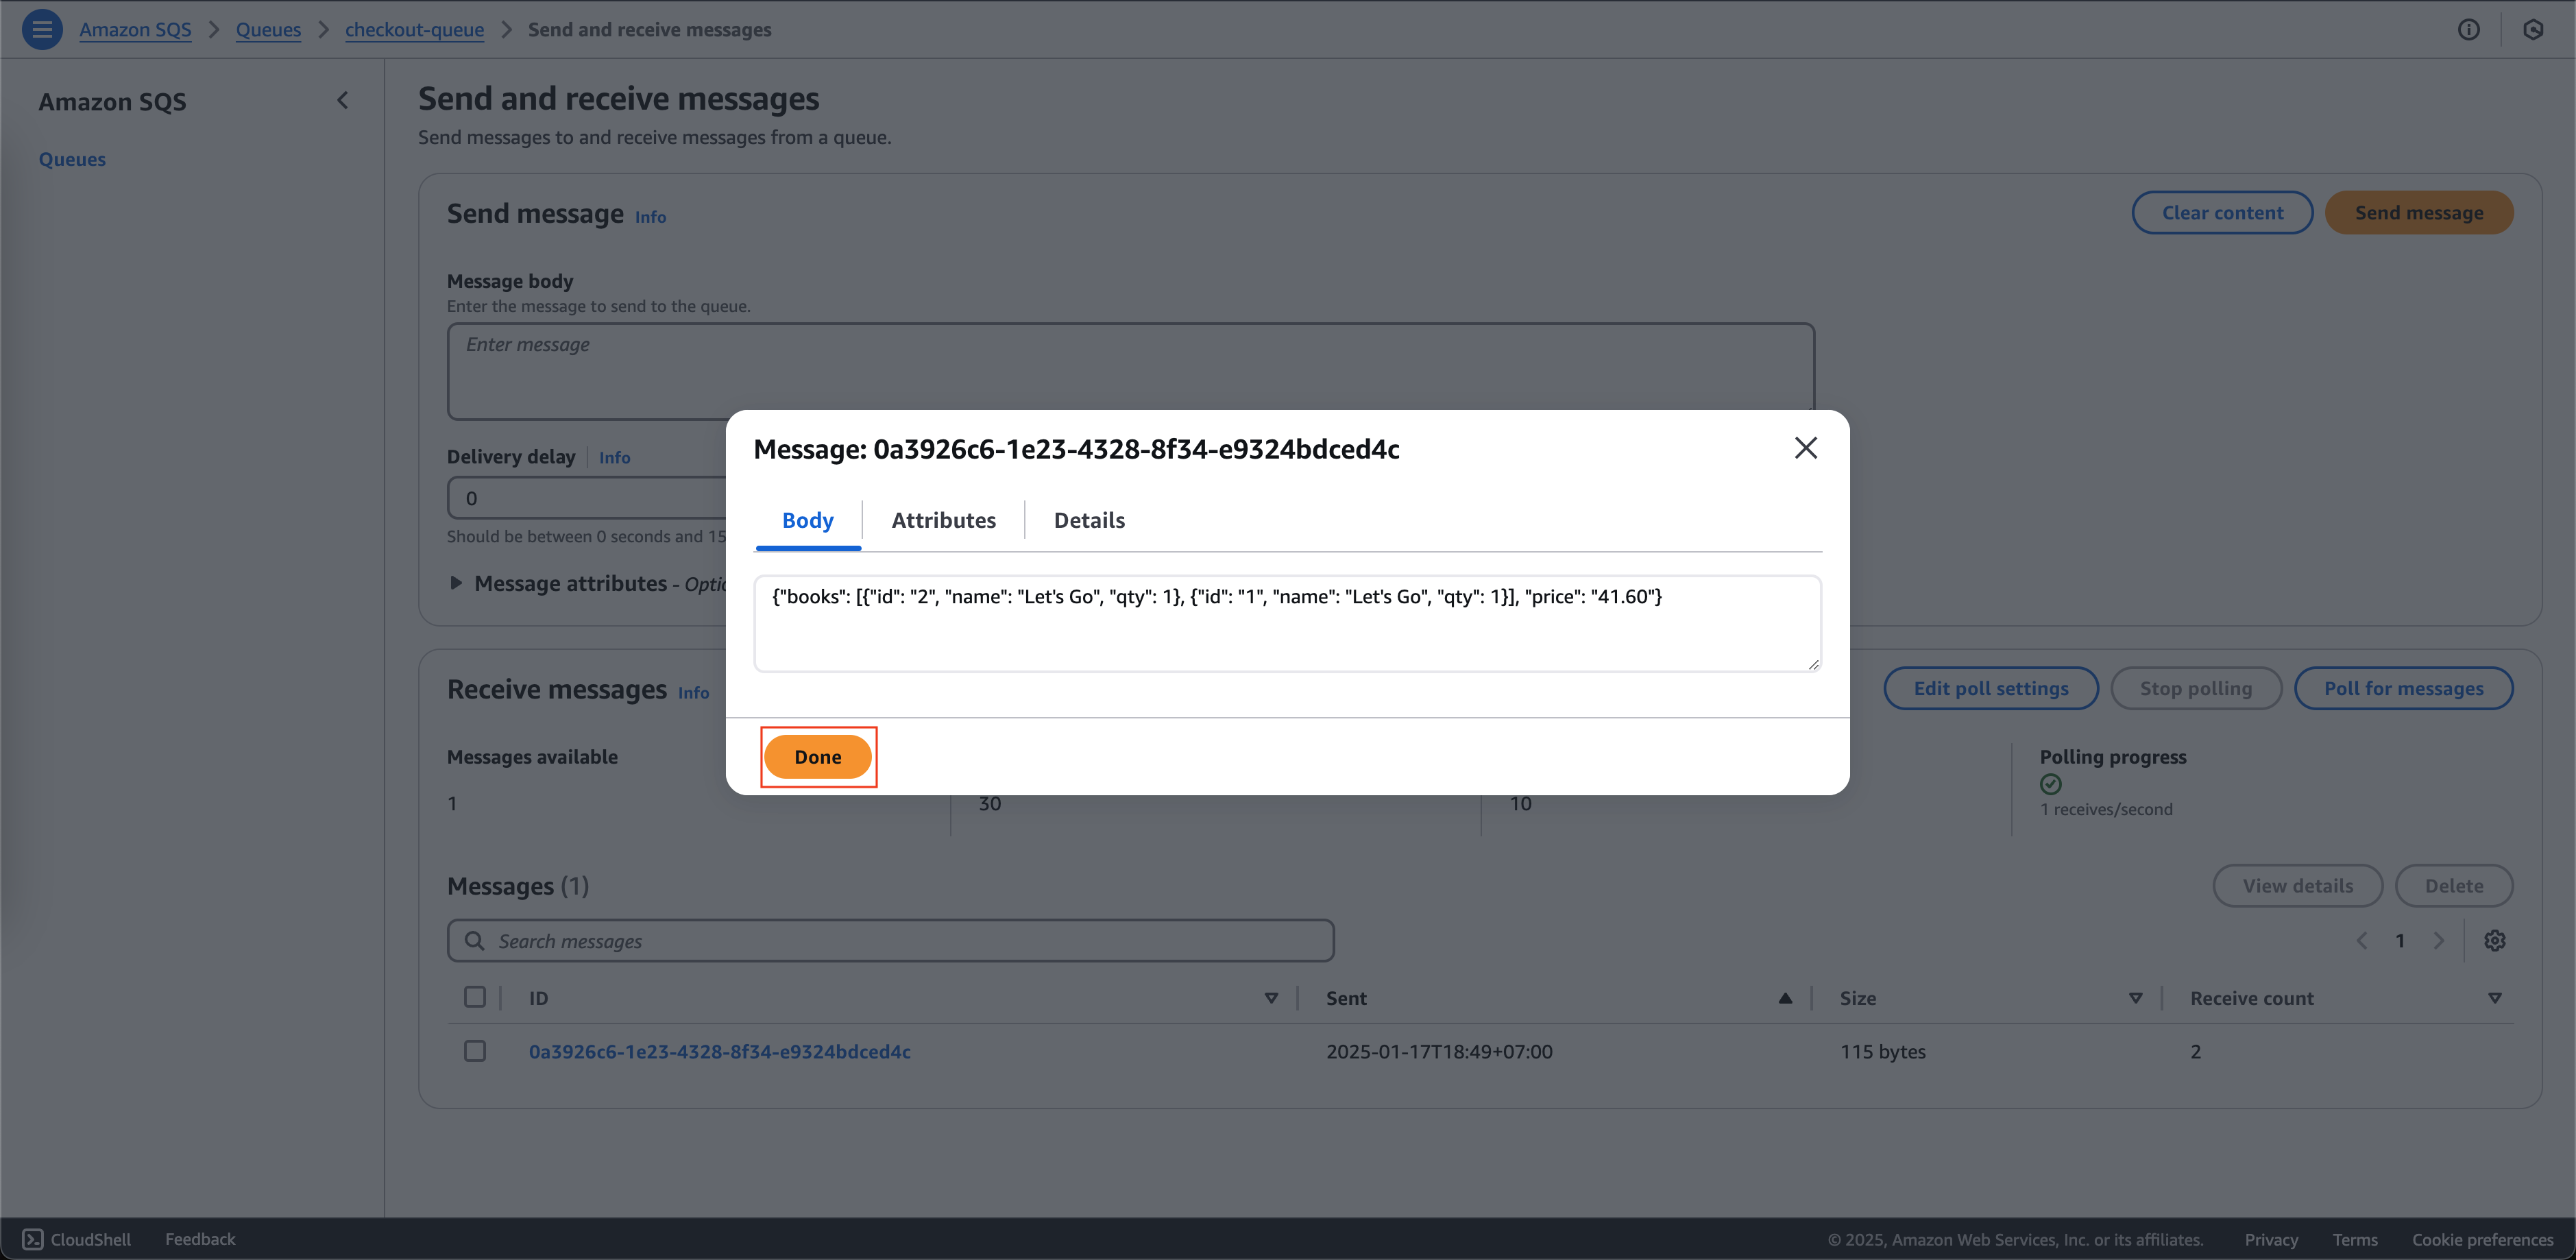 Amazon SQS > Queues > checkout-queue > Send and receive messages
Amazon SQS
Queues
Send and receive messages
Send messages to and receive messages from a queue.
Send message Info
Clear content
Send message
Message body
Enter the message to send to the queue.
Enter message
Delivery delay Info
0
Should be between 0 seconds and 15
Message attributes -
Message: 0a3926c6-1e23-4328-8f34-e9324bdced4c
Body
Attributes
Details
{"books": [{"id": "2", "name": "Let's Go", "qty": 1}, {"id": "1", "name": "Let's Go", "qty": 1}], "price": "41.60"}
Done
Receive messages Info
Edit poll settings
Stop polling
Poll for messages
Messages available
1
30
10
Polling progress
1 receives/second
Messages (1)
View details
Delete
Search messages
1
ID Sent Size Receive count
0a3926c6-1e23-4328-8f34-e9324bdced4c 2025-01-17T18:49+07:00 115 bytes 2
CloudShell Feedback © 2025, Amazon Web Services, Inc. or its affiliates. Privacy Terms Cookie preferences